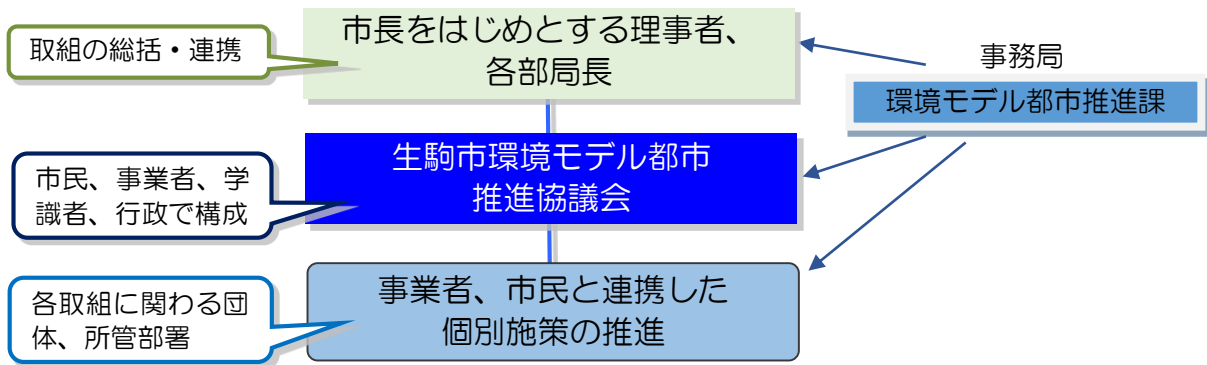 取組の総括・連携
市長をはじめとする理事者、
各部局長
事務局
環境モデル都市推進課
市民、事業者、学
識者、行政で構成
生駒市環境モデル都市
推進協議会
各取組に関わる団
体、所管部署
事業者、市民と連携した
個別施策の推進